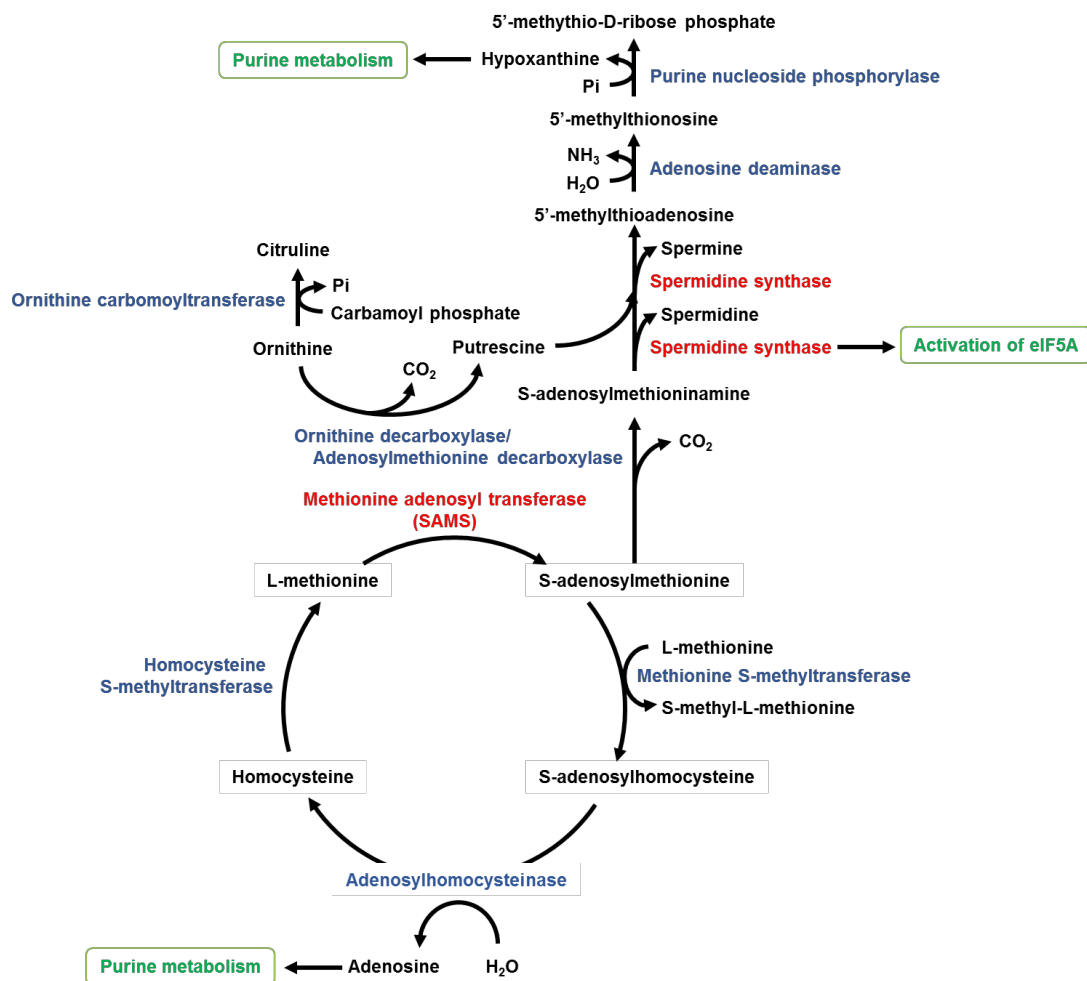 5’-methythio-D-ribose phosphate
Purine metabolism
Hypoxanthine
Pi
Purine nucleoside phosphorylase
5’-methylthionosine
NH3
H2O
Adenosine deaminase
5’-methylthioadenosine
Citruline
Spermine
Pi
Spermidine synthase
Ornithine carbomoyltransferase
Carbamoyl phosphate
Spermidine
Ornithine
Putrescine
Spermidine synthase
Activation of eIF5A
CO2
S-adenosylmethioninamine
Ornithine decarboxylase/
Adenosylmethionine decarboxylase
CO2
Methionine adenosyl transferase
(SAMS)
L-methionine
S-adenosylmethionine
L-methionine
Homocysteine
S-methyltransferase
Methionine S-methyltransferase
S-methyl-L-methionine
Homocysteine
S-adenosylhomocysteine
Adenosylhomocysteinase
Purine metabolism
Adenosine
H2O